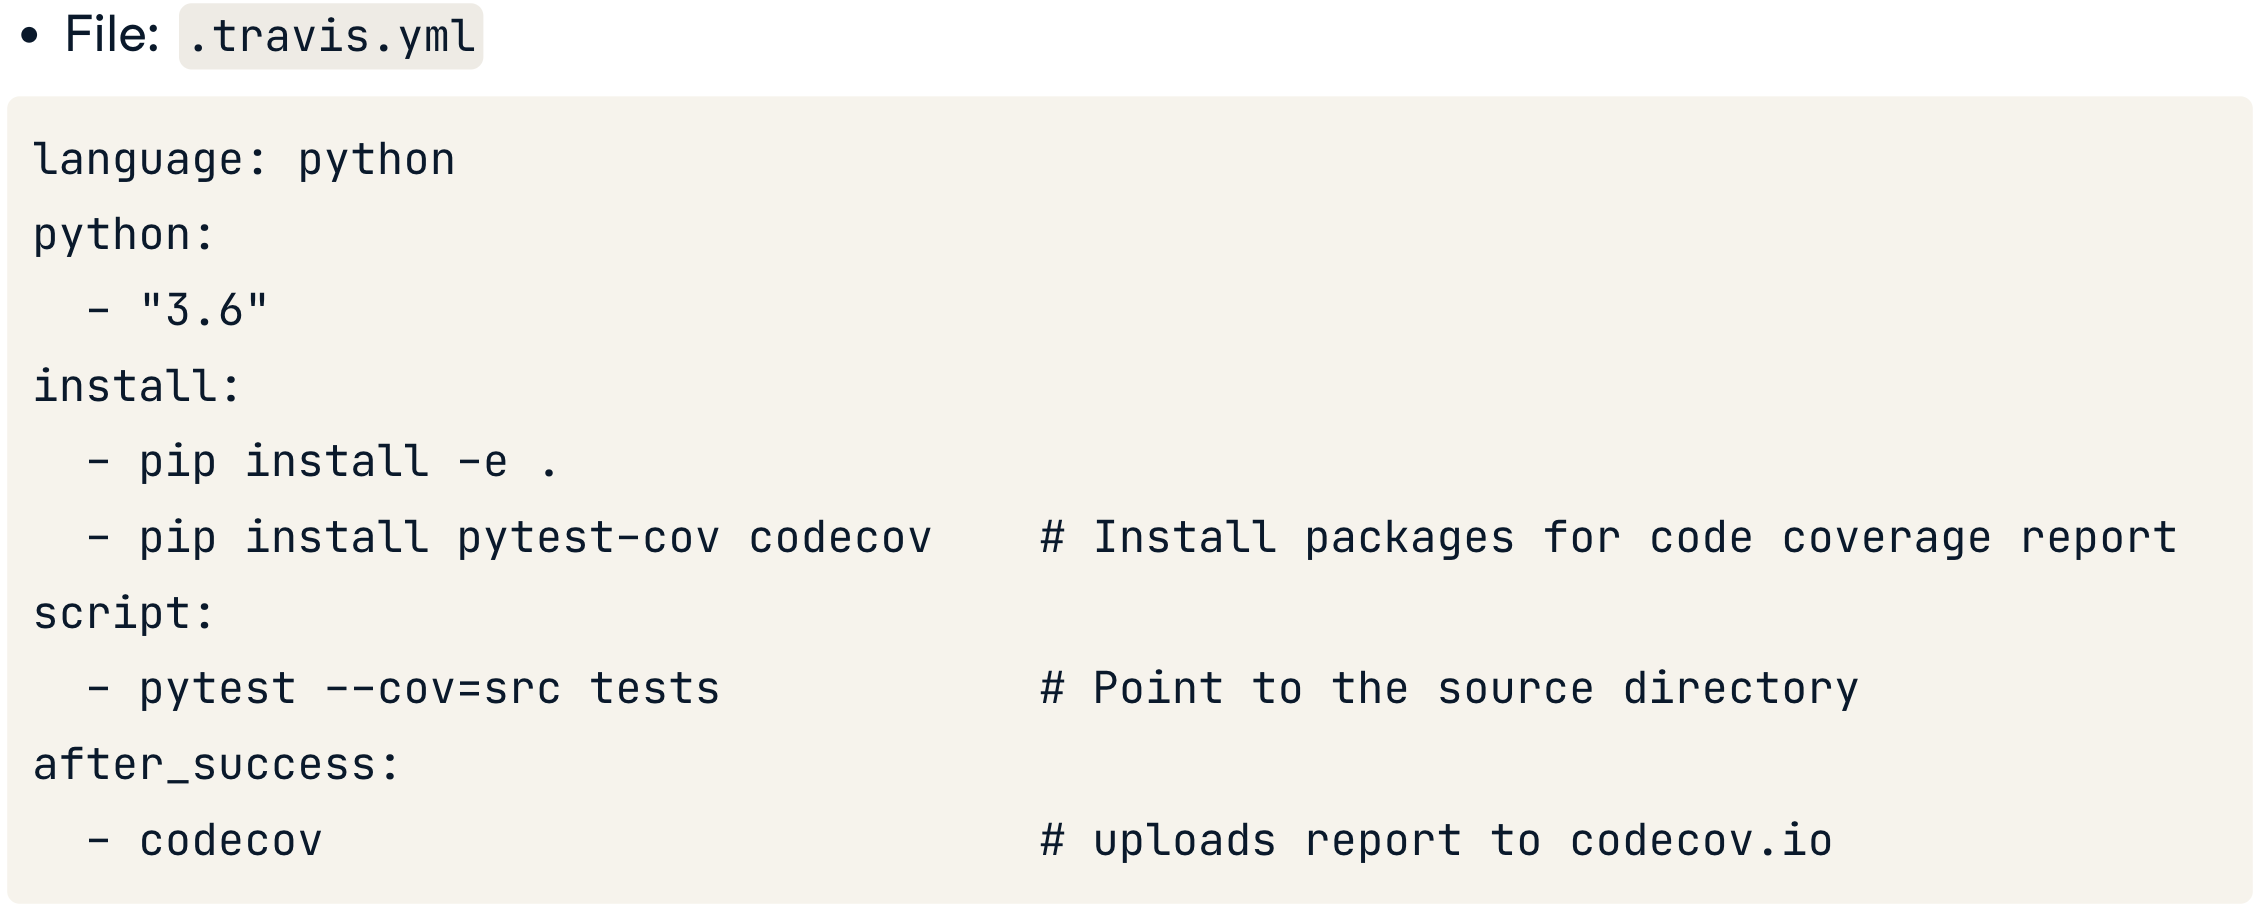 • File: .travis.yml
language: python
python:
  - "3.6"
install:
  - pip install -e .
  - pip install pytest-cov codecov    # Install packages for code coverage report
script:
  - pytest --cov=src tests            # Point to the source directory
after_success:
  - codecov                           # uploads report to codecov.io